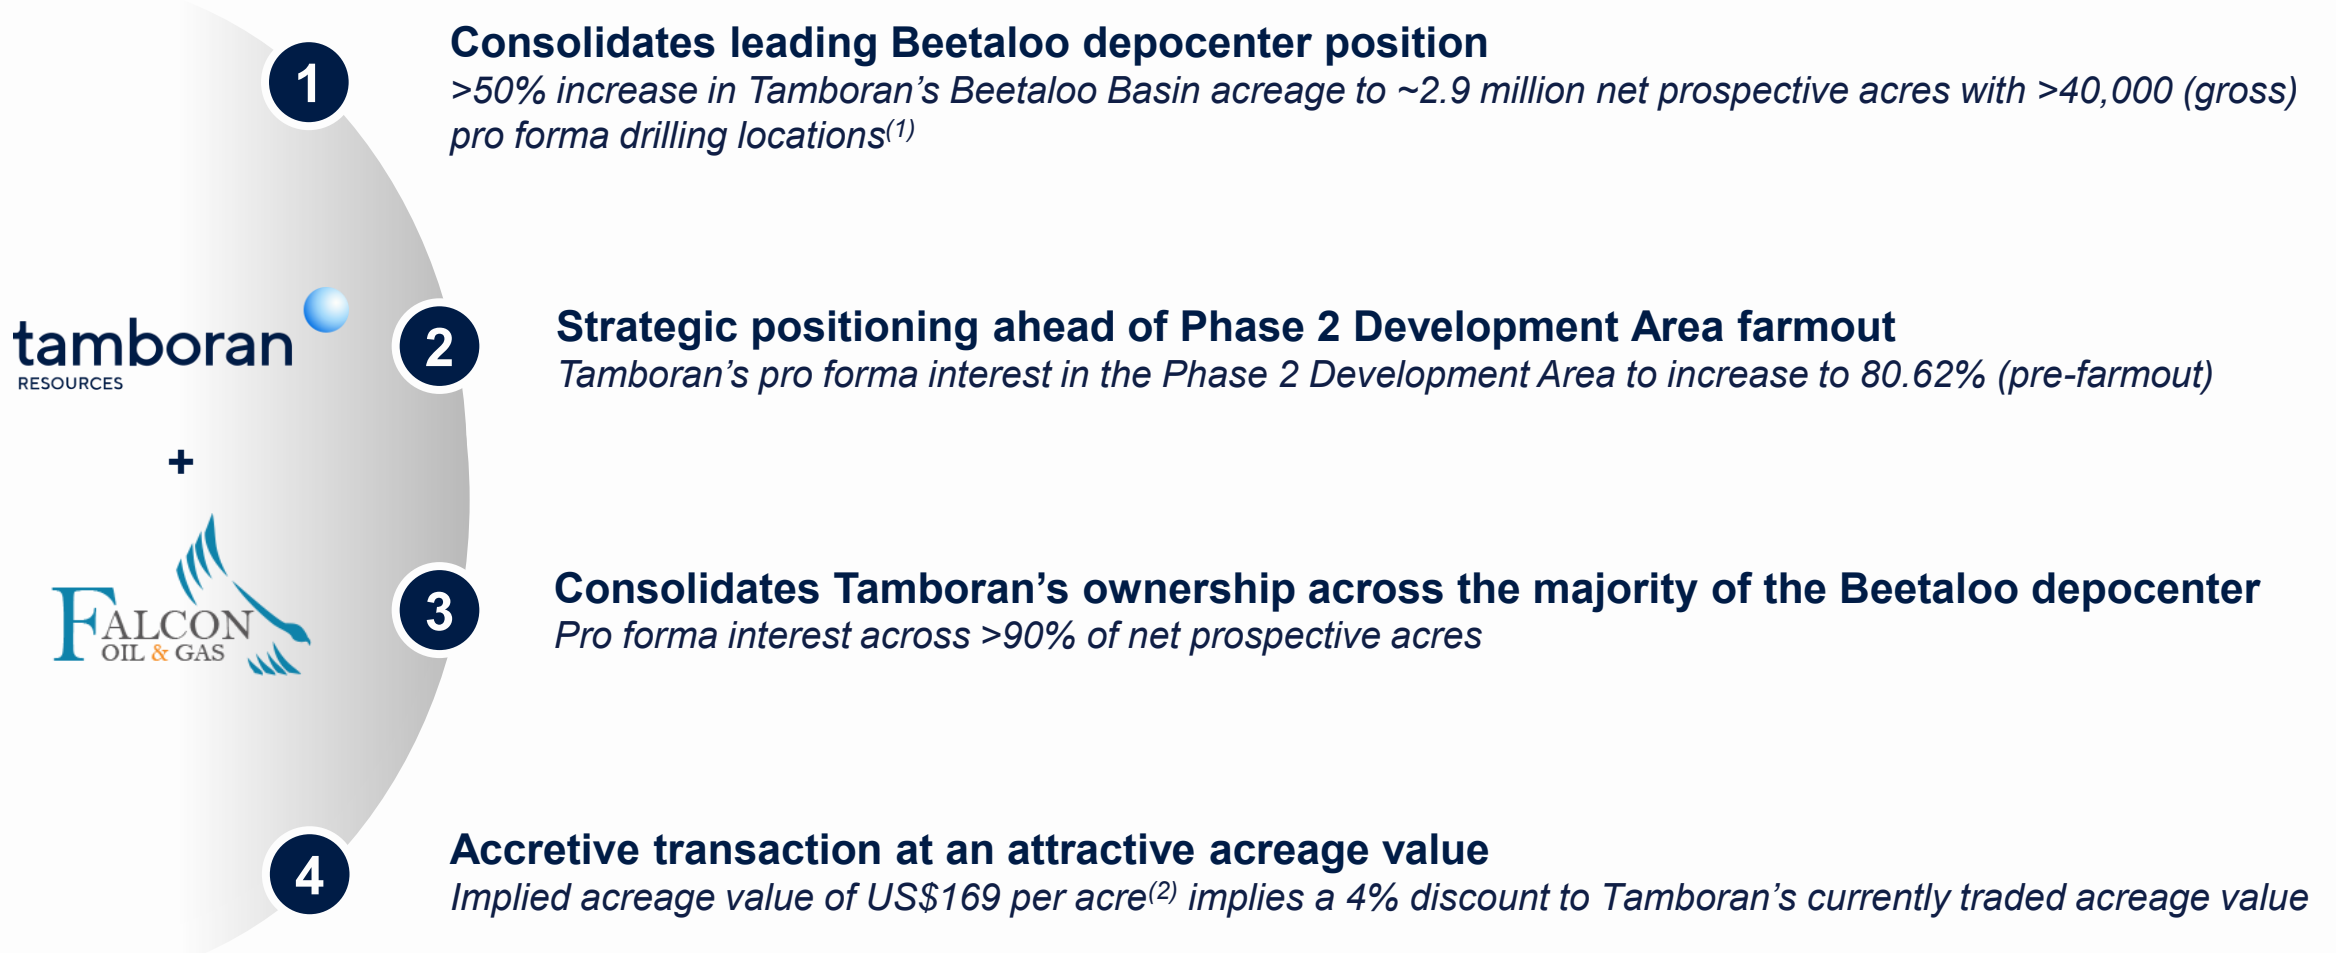 1
Consolidates leading Beetaloo depocenter position
>50% increase in Tamboran’s Beetaloo Basin acreage to ~2.9 million net prospective acres with >40,000 (gross)
pro forma drilling locations(1)
tamboran
RESOURCES
2
Strategic positioning ahead of Phase 2 Development Area farmout
Tamboran’s pro forma interest in the Phase 2 Development Area to increase to 80.62% (pre-farmout)
+
FALCON
OIL & GAS
3
Consolidates Tamboran’s ownership across the majority of the Beetaloo depocenter
Pro forma interest across >90% of net prospective acres
4
Accretive transaction at an attractive acreage value
Implied acreage value of US$169 per acre(2) implies a 4% discount to Tamboran’s currently traded acreage value